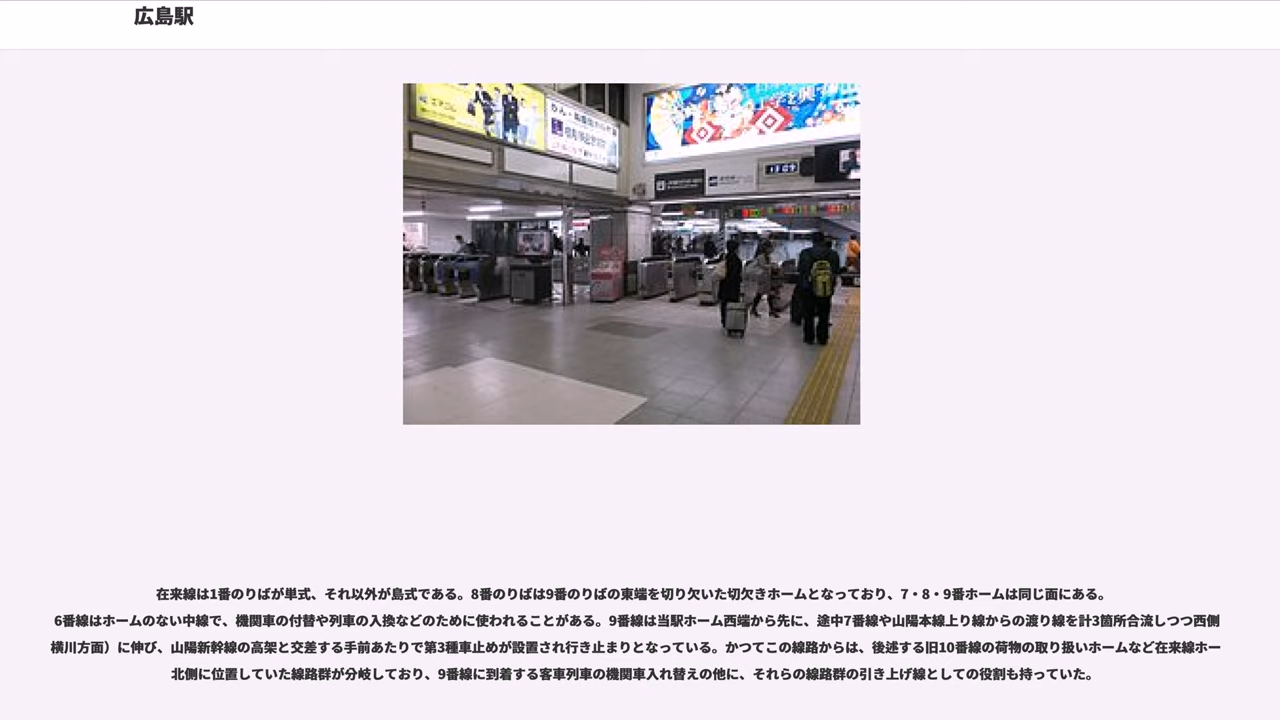 広島駅
在来線は1番のりばが単式、それ以外が島式である。8番のりばは9番のりばの東端を切り欠いた切欠きホームとなっており、7・8・9番ホームは同じ面にある。
6番線はホームのない中線で、機関車の付替や列車の入換などのために使われることがある。9番線は当駅ホーム西端から先に、途中7番線や山陽本線上り線からの渡り線を計3箇所合流しつつ西側
横川方面）に伸び、山陽新幹線の高架と交差する手前あたりで第3種車止めが設置され行き止まりとなっている。かつてこの線路からは、後述する旧10番線の荷物の取り扱いホームなど在来線ホー
北側に位置していた線路群が分岐しており、9番線に到着する客車列車の機関車入れ替えの他に、それらの線路群の引き上げ線としての役割も持っていた。